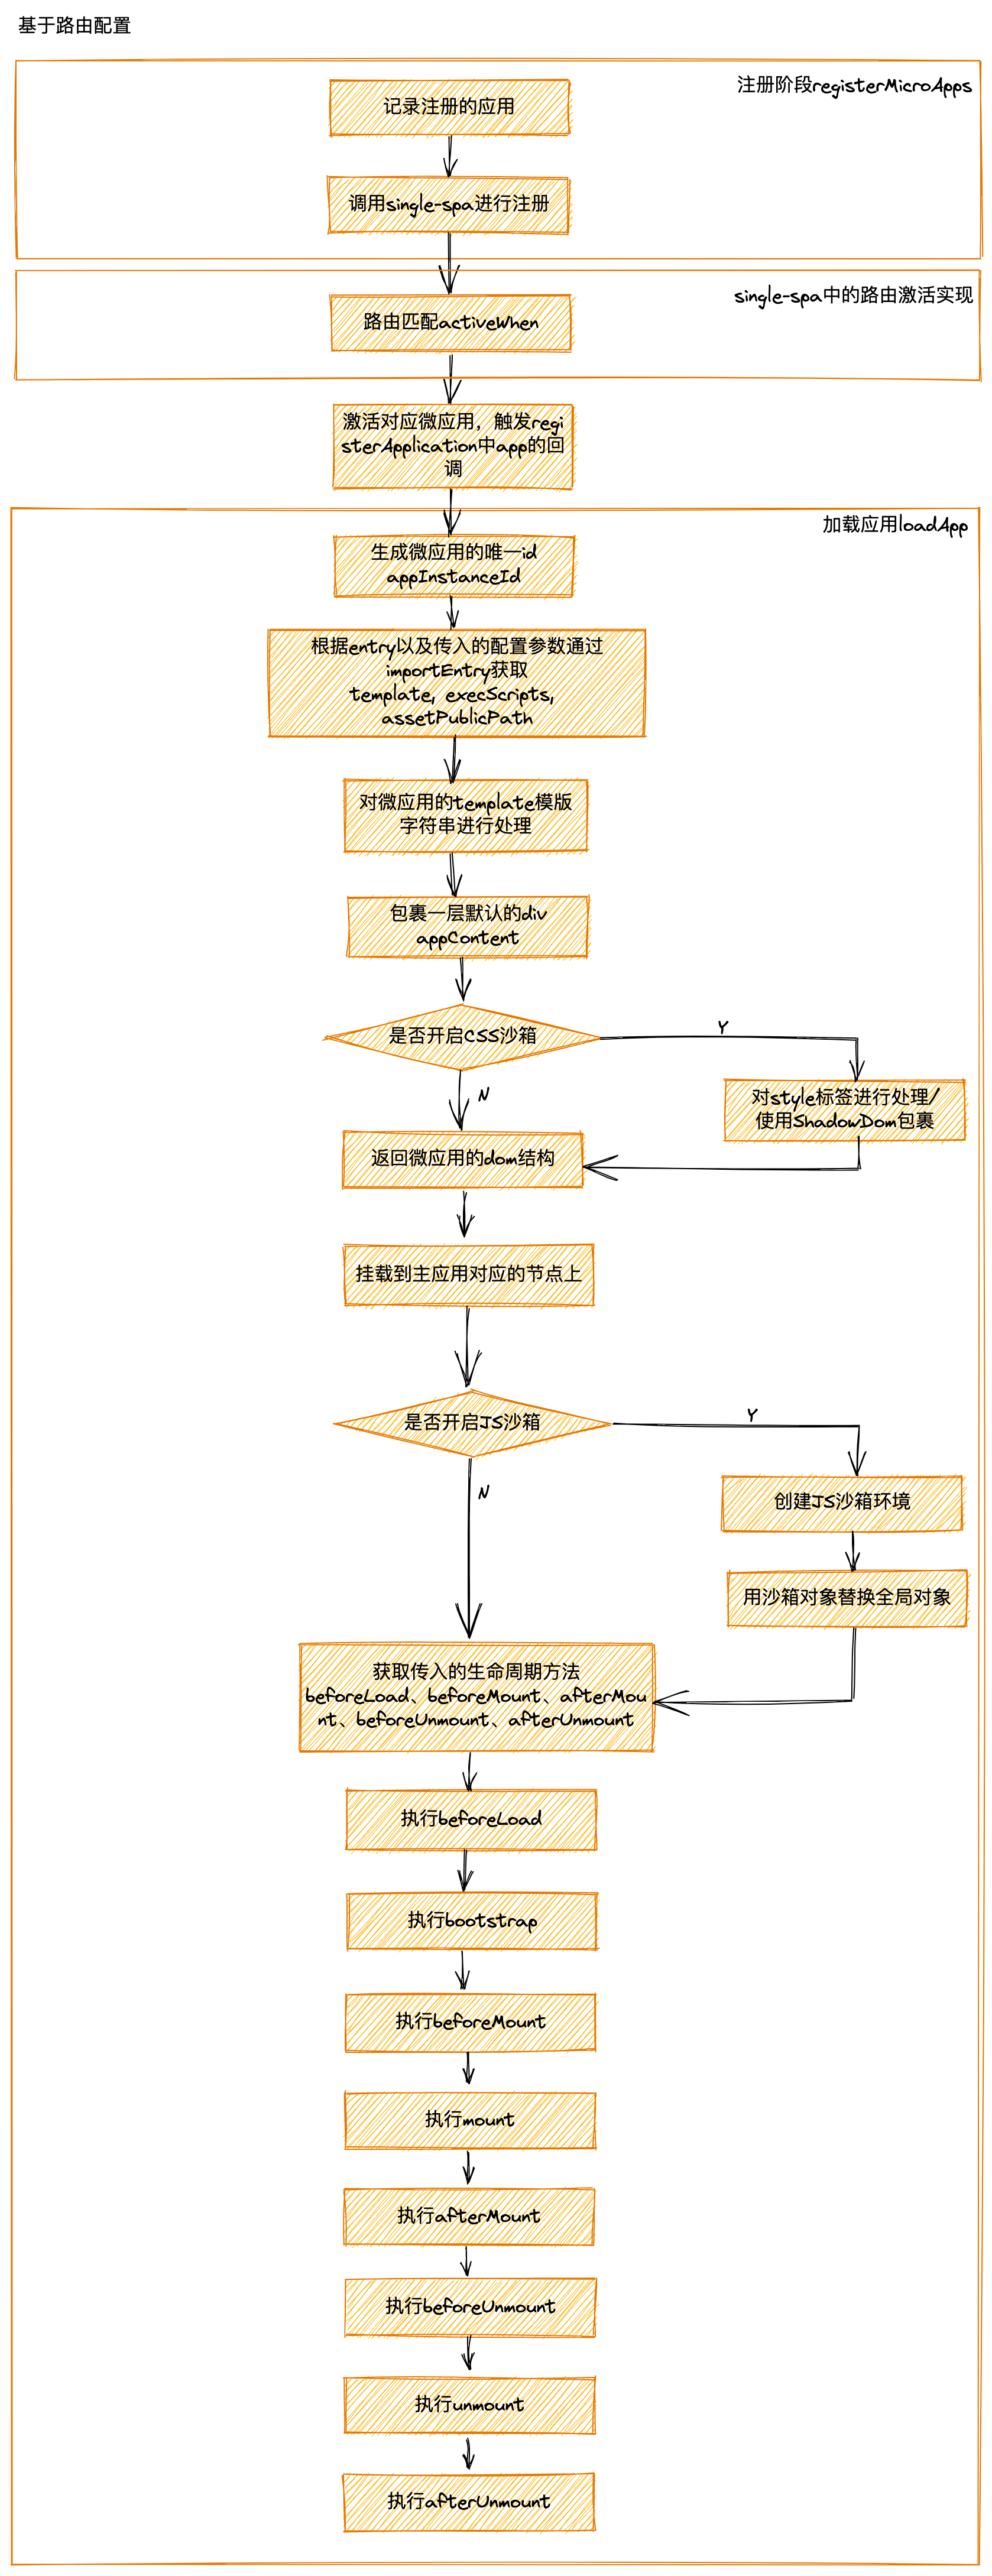 基于路由配置
注册阶段registerMicroApps
记录注册的应用
调用single-spa进行注册
single-spa中的路由激活实现
路由匹配activeWhen
激活对应微应用，触发regi
sterApplication中app的回
调
加载应用loadApp
生成微应用的唯一id
appInstanceId
根据entry以及传入的配置参数通过
importEntry获取
template, execScripts,
assetPublicPath
对微应用的template模版
字符串进行处理
包裹一层默认的div
appContent
是否开启CSS沙箱
Y
N
对style标签进行处理/
使用ShadowDom包裹
返回微应用的dom结构
挂载到主应用对应的节点上
是否开启JS沙箱
Y
N
创建JS沙箱环境
用沙箱对象替换全局对象
获取传入的生命周期方法
beforeLoad、beforeMount、afterMou
nt、beforeUnmount、afterUnmount
执行beforeLoad
执行bootstrap
执行beforeMount
执行mount
执行afterMount
执行beforeUnmount
执行unmount
执行afterUnmount